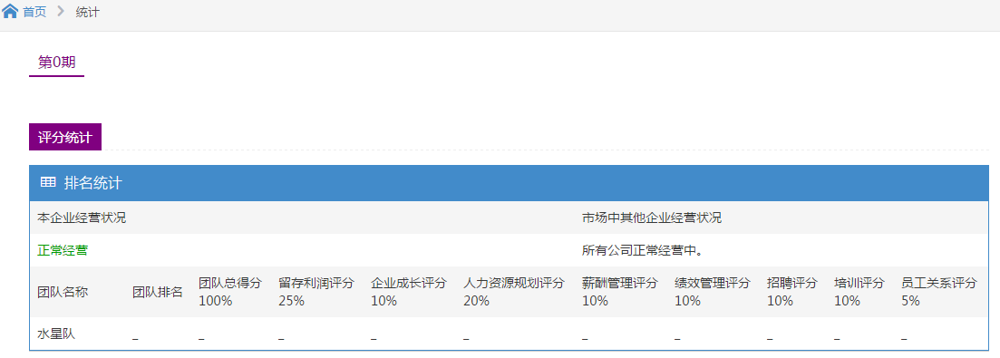 首页 > 统计
第0期
评分统计
排名统计
本企业经营状况 市场中其他企业经营状况
正常经营 所有公司正常经营中。
团队名称 团队排名 团队总得分 留存利润评分 企业成长评分 人力资源规划评分 薪酬管理评分 绩效管理评分 招聘评分 培训评分 员工关系评分
100% 25% 10% 20% 10% 10% 10% 10% 5%
水星队 _ _ _ _ _ _ _ _ _ _